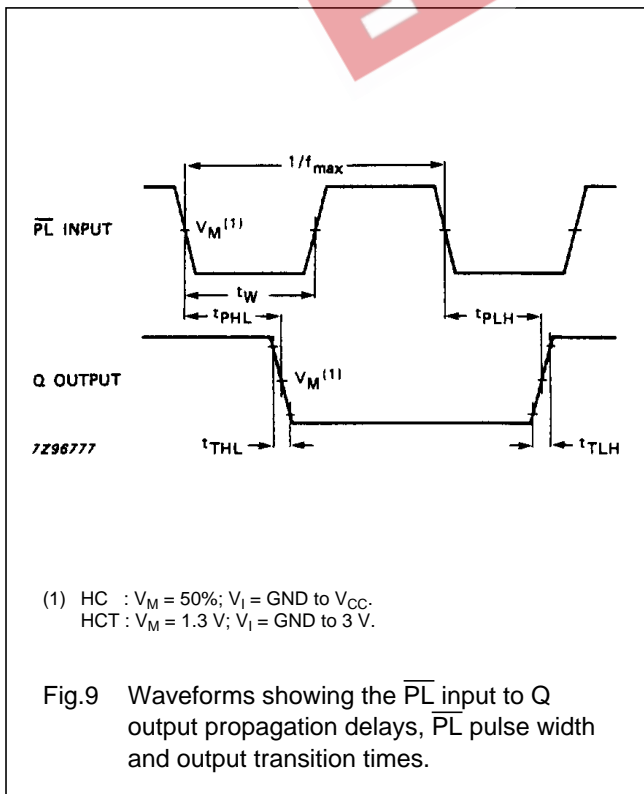 1/fmax
PL INPUT
VM(1)
tW
tPHL
tPLH
Q OUTPUT
VM(1)
7Z96777
tTHL
tTLH
(1) HC : VM = 50%; VI = GND to VCC.
HCT : VM = 1.3 V; VI = GND to 3 V.
Fig.9 Waveforms showing the PL input to Q
output propagation delays, PL pulse width
and output transition times.